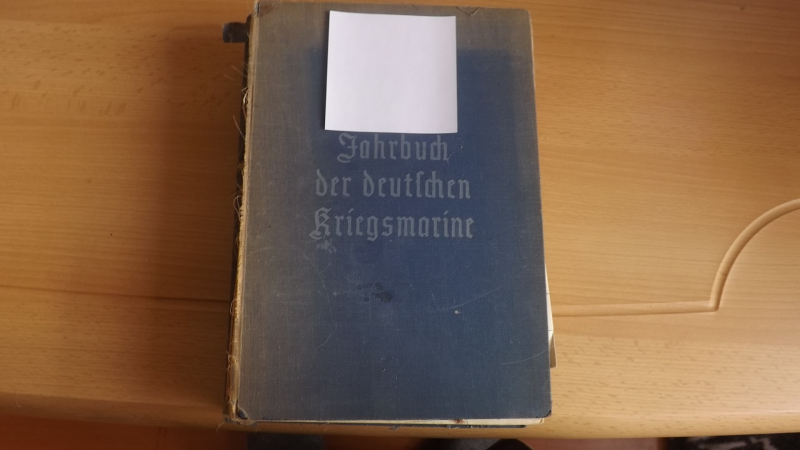 Jahrbuch
der deutſchen
Kriegsmarine